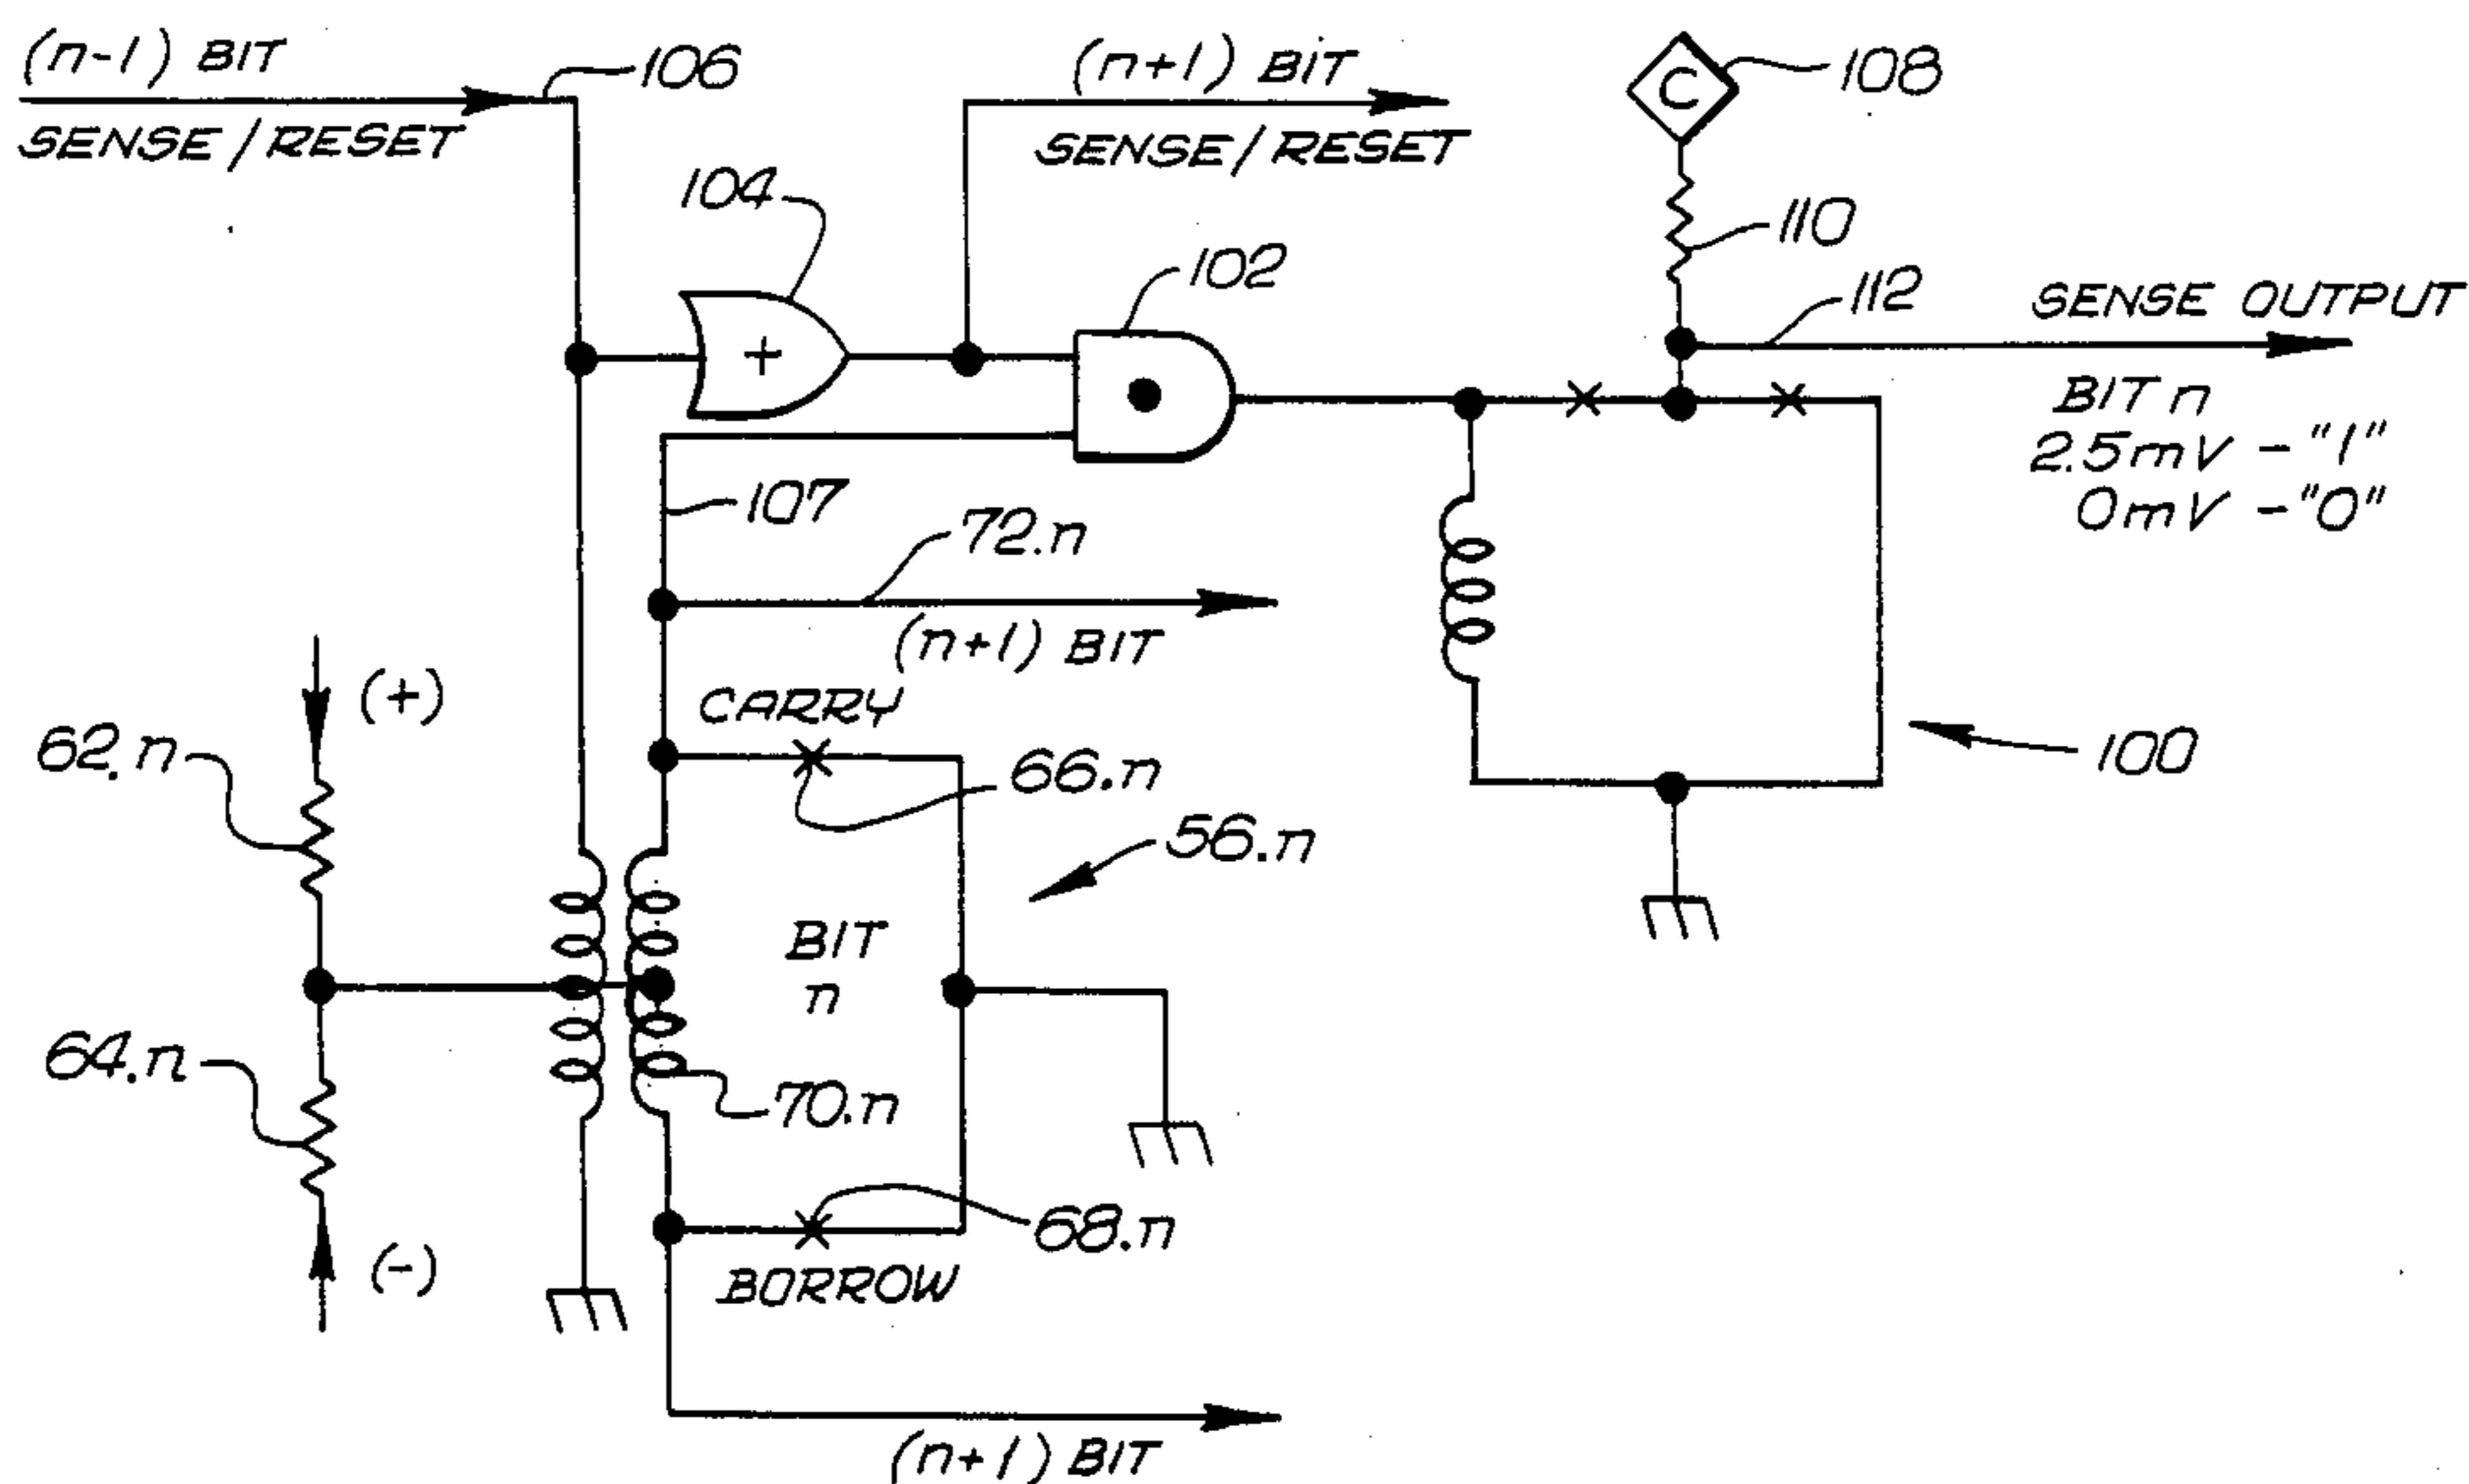 (n-1) BIT
SENSE/RESET
106
(n+1) BIT
SENSE/RESET
C
108
104
+
102
110
112
SENSE OUTPUT
BIT n
2.5mV - "1"
0mV - "0"
107
72.n
(n+1) BIT
(+)
CARRY
62.n
66.n
100
56.n
BIT
n
64.n
70.n
68.n
(-)
BORROW
(n+1) BIT